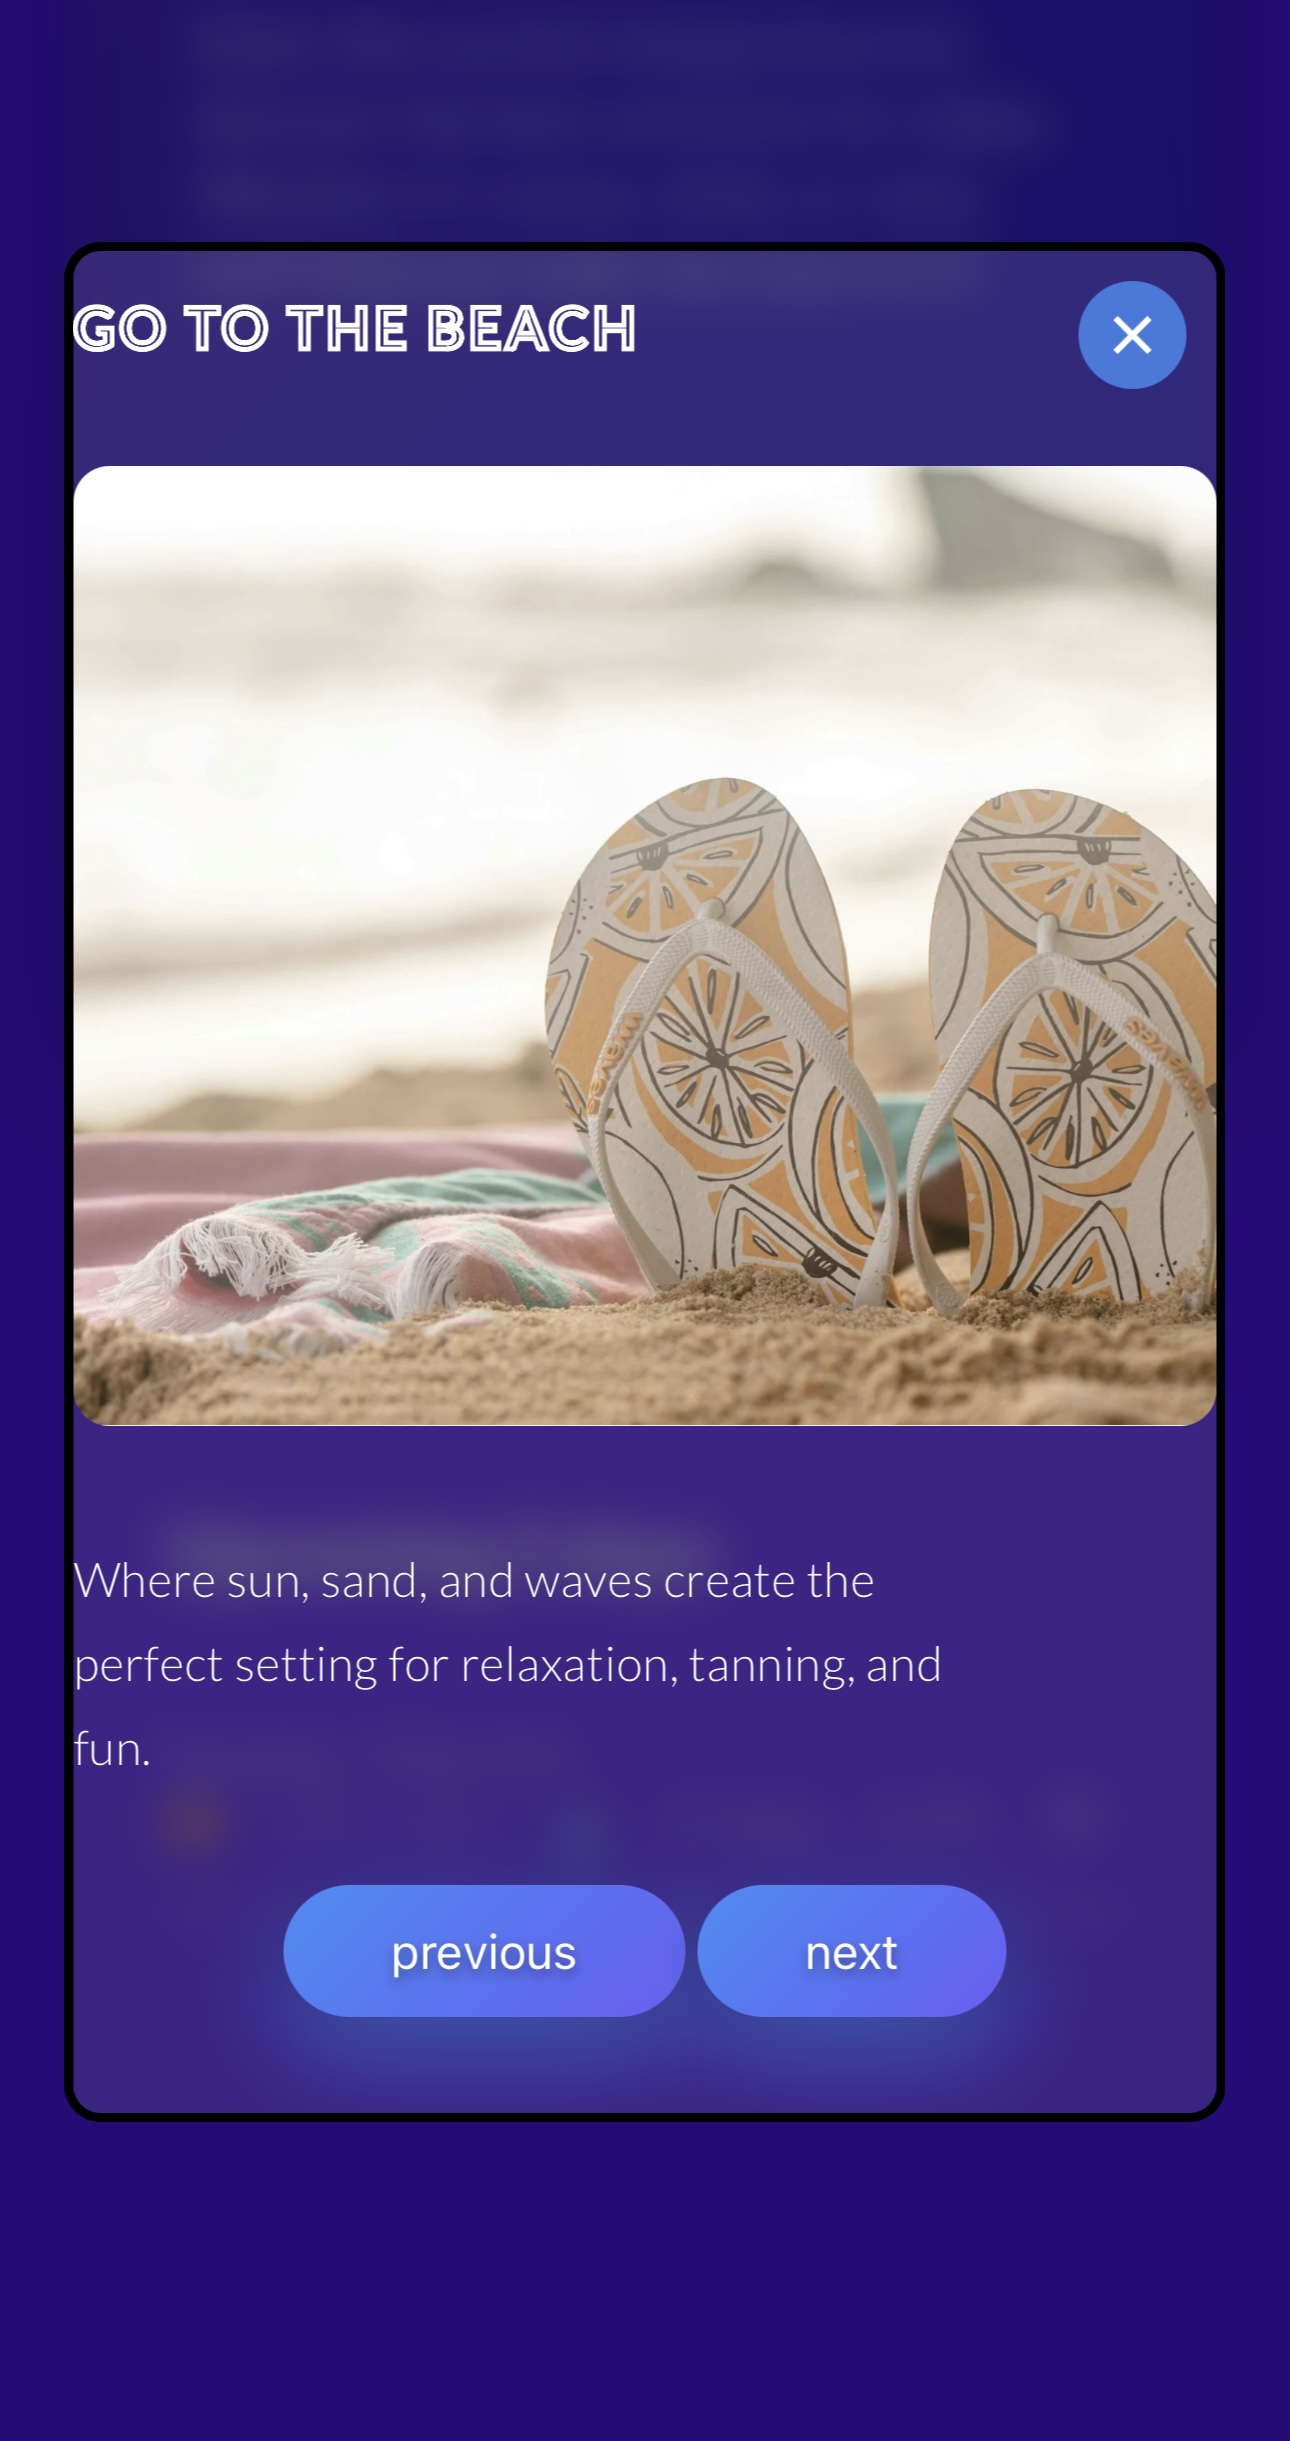 GO TO THE BEACH
waves
waves
Where sun, sand, and waves create the
perfect setting for relaxation, tanning, and
fun.
previous
next